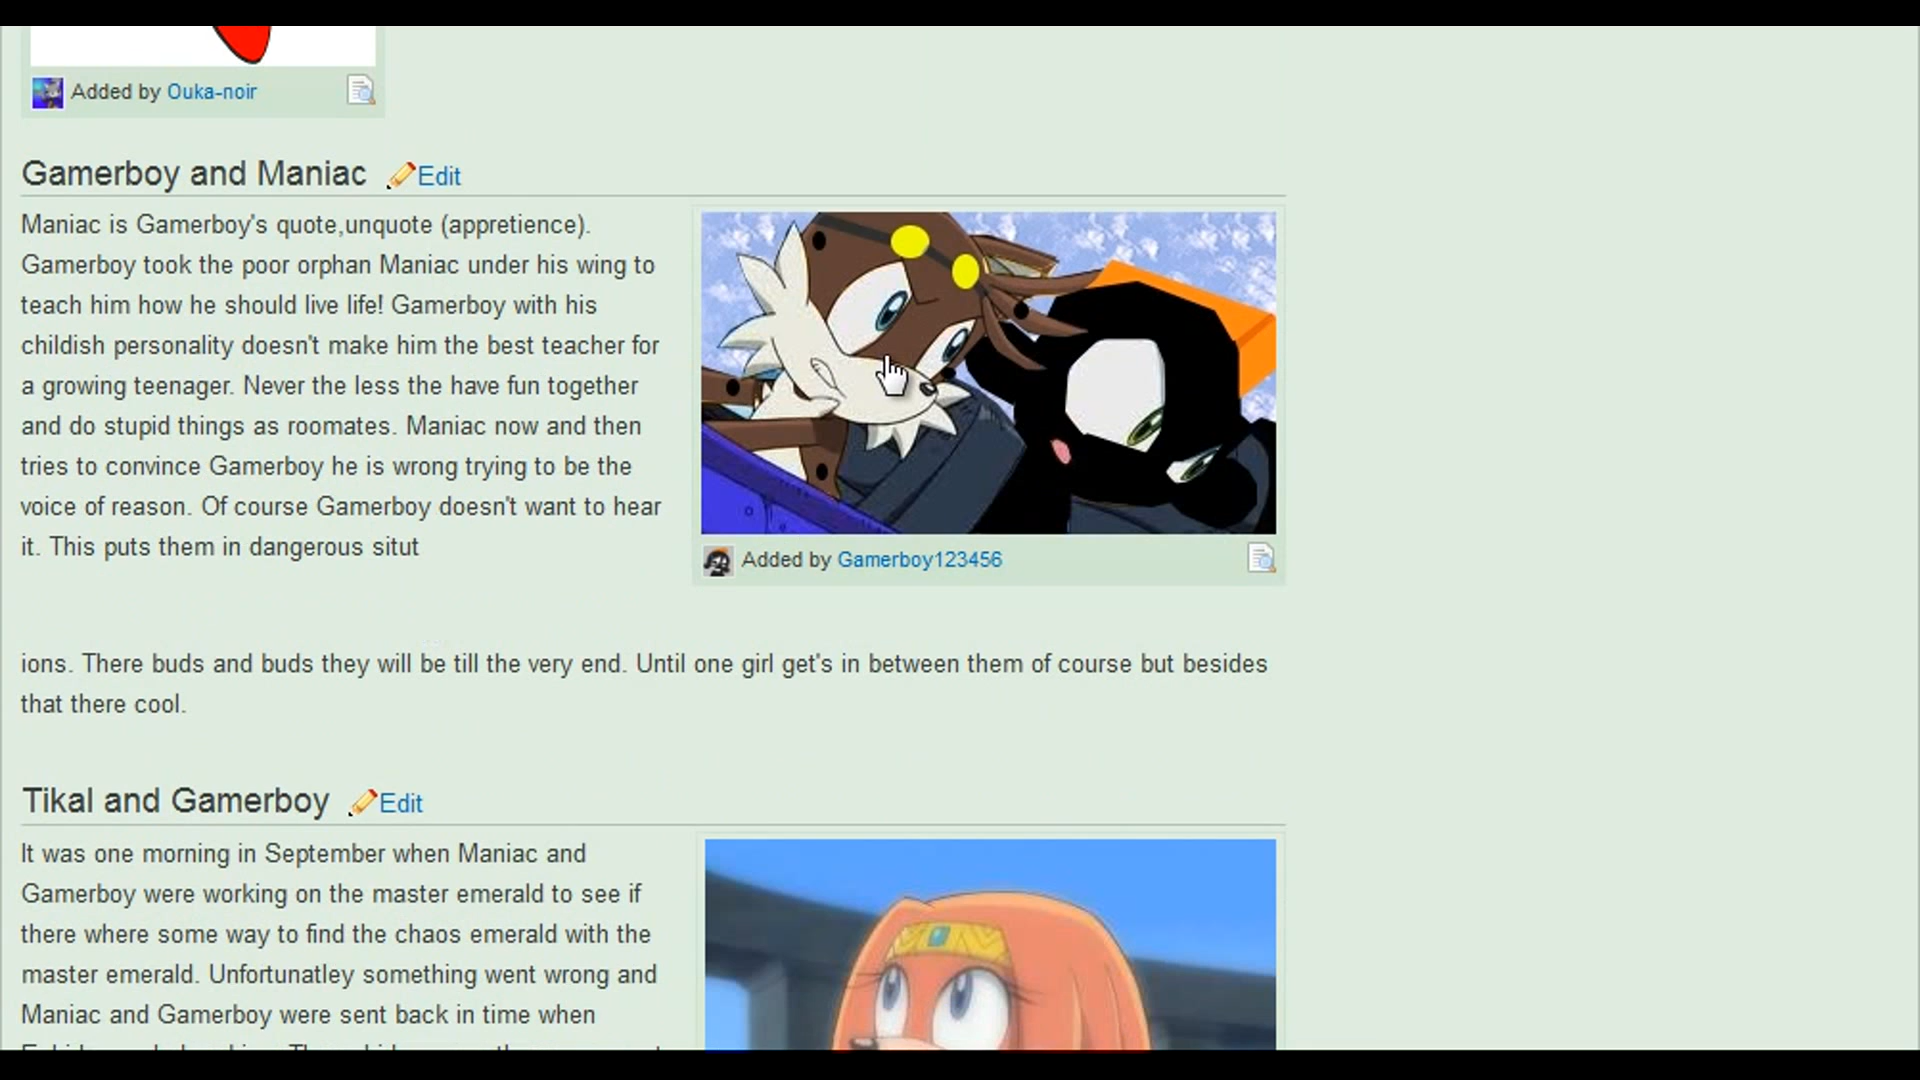 Added by Ouka-noir
Gamerboy and Maniac Edit
Maniac is Gamerboy's quote,unquote (appretience).
Gamerboy took the poor orphan Maniac under his wing to
teach him how he should live life! Gamerboy with his
childish personality doesn't make him the best teacher for
a growing teenager. Never the less the have fun together
and do stupid things as roomates. Maniac now and then
tries to convince Gamerboy he is wrong trying to be the
voice of reason. Of course Gamerboy doesn't want to hear
it. This puts them in dangerous situt
Added by Gamerboy123456
ions. There buds and buds they will be till the very end. Until one girl get's in between them of course but besides
that there cool.
Tikal and Gamerboy Edit
It was one morning in September when Maniac and
Gamerboy were working on the master emerald to see if
there where some way to find the chaos emerald with the
master emerald. Unfortunatley something went wrong and
Maniac and Gamerboy were sent back in time when